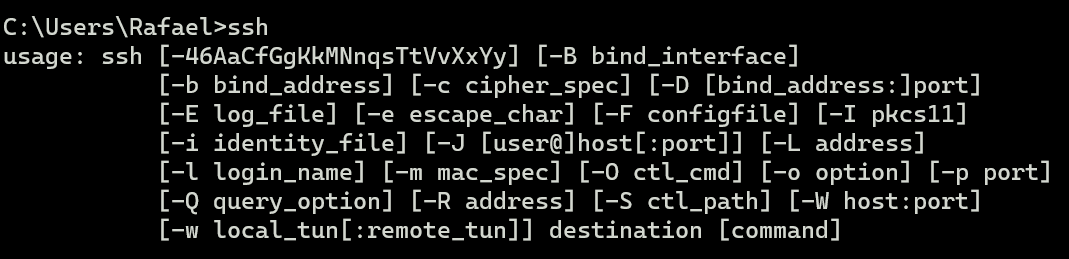 C:\Users\Rafael>ssh
usage: ssh [-46AaCfGgKkMNnqsTtVvXxYy] [-B bind_interface]
           [-b bind_address] [-c cipher_spec] [-D [bind_address:]port]
           [-E log_file] [-e escape_char] [-F configfile] [-I pkcs11]
           [-i identity_file] [-J [user@]host[:port]] [-L address]
           [-l login_name] [-m mac_spec] [-O ctl_cmd] [-o option] [-p port]
           [-Q query_option] [-R address] [-S ctl_path] [-W host:port]
           [-w local_tun[:remote_tun]] destination [command]